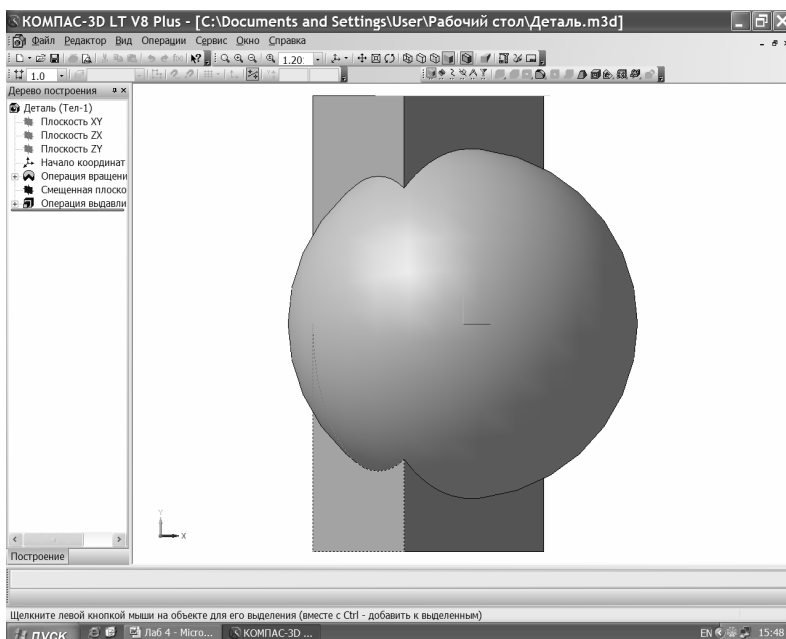 КОМПАС-3D LT V8 Plus - [C:\Documents and Settings\User\Рабочий стол\Деталь.m3d]
Файл Редактор Вид Операции Сервис Окно Справка
1.20
1.0
Дерево построения
Деталь (Тел-1)
Плоскость XY
Плоскость ZX
Плоскость ZY
Начало координат
Операция вращени
Смещенная плоско
Операция выдавли
Y
X
Построение
Щелкните левой кнопкой мыши на объекте для его выделения (вместе с Ctrl - добавить к выделенным)
пуск Лаб 4 - Micro... КОМПАС-3D ... EN 15:48